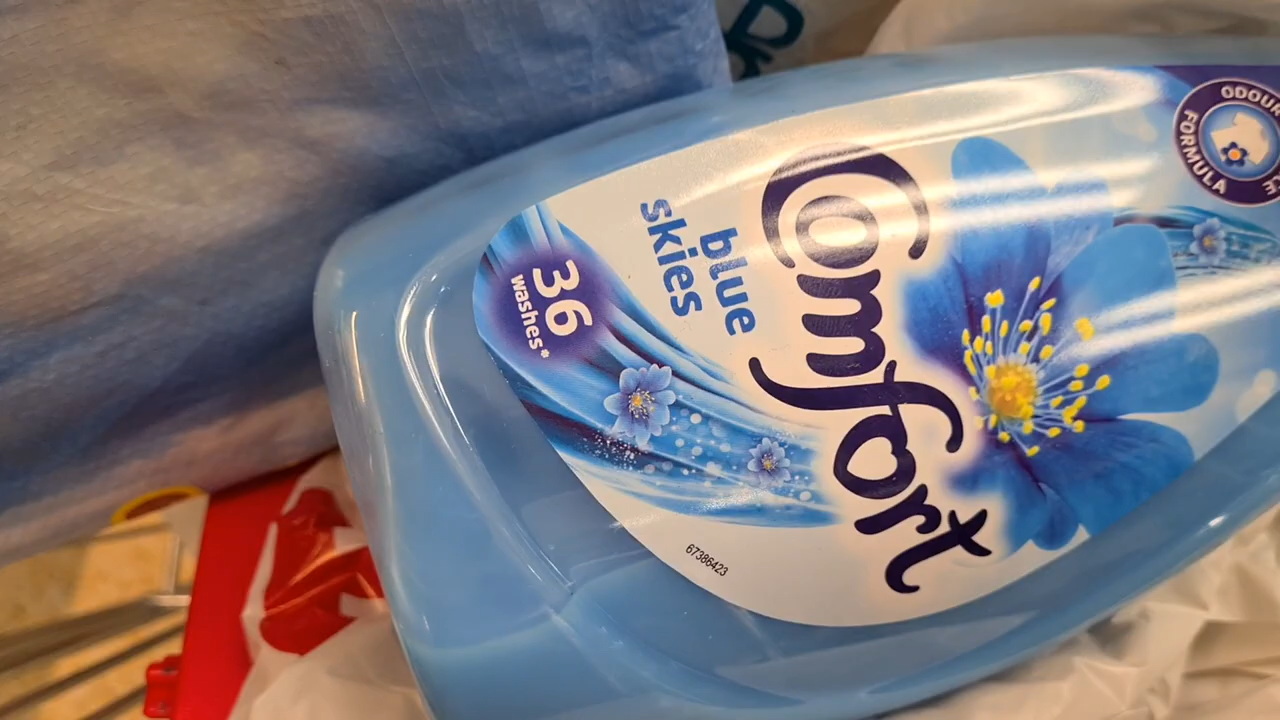 Comfort
blue
skies
36
washes*
ODOUR
FORMULA
67386423